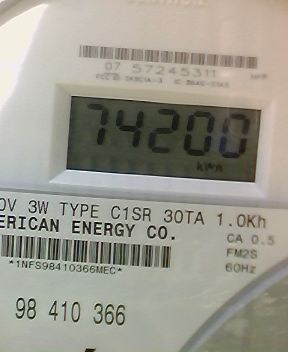 07 57245311
74200
kWh
0V 3W TYPE C1SR 30TA 1.0Kh
ERICAN ENERGY CO.
CA 0.5
*1NFS98410366MEC*
FM2S
60Hz
98 410 366